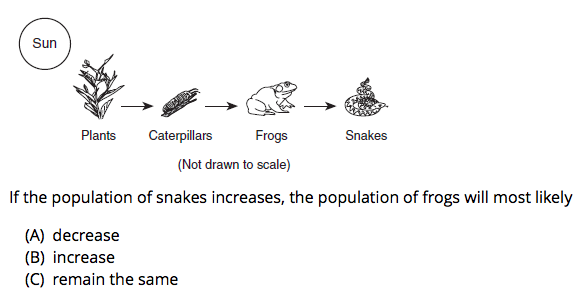 Sun
Plants Caterpillars Frogs Snakes
(Not drawn to scale)
If the population of snakes increases, the population of frogs will most likely
(A) decrease
(B) increase
(C) remain the same